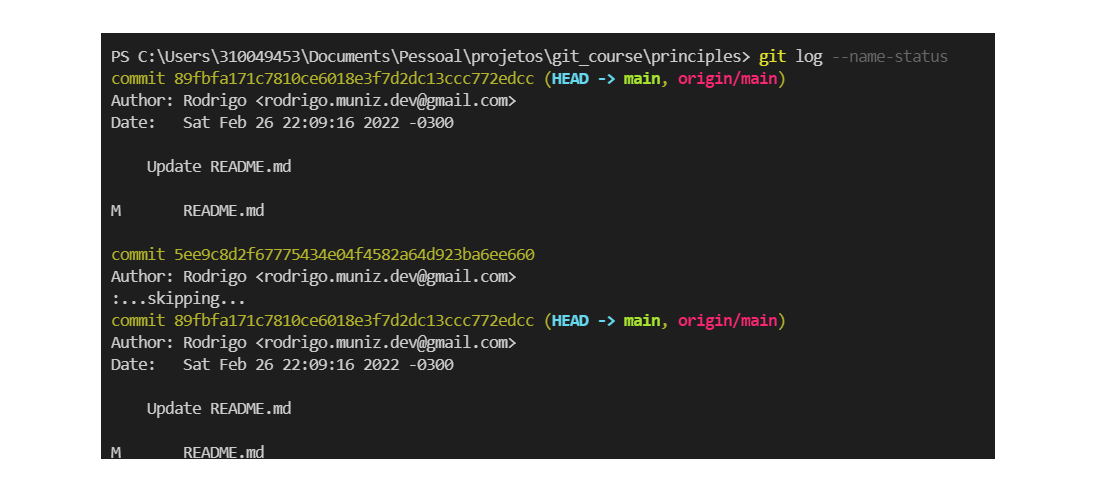 PS C:\Users\310049453\Documents\Pessoal\projetos\git_course\principles> git log --name-status
commit 89fbfa171c7810ce6018e3f7d2dc13ccc772edcc (HEAD -> main, origin/main)
Author: Rodrigo <rodrigo.muniz.dev@gmail.com>
Date:   Sat Feb 26 22:09:16 2022 -0300
    Update README.md
M       README.md
commit 5ee9c8d2f67775434e04f4582a64d923ba6ee660
Author: Rodrigo <rodrigo.muniz.dev@gmail.com>
:...skipping...
commit 89fbfa171c7810ce6018e3f7d2dc13ccc772edcc (HEAD -> main, origin/main)
Author: Rodrigo <rodrigo.muniz.dev@gmail.com>
Date:   Sat Feb 26 22:09:16 2022 -0300
    Update README.md
M       README.md